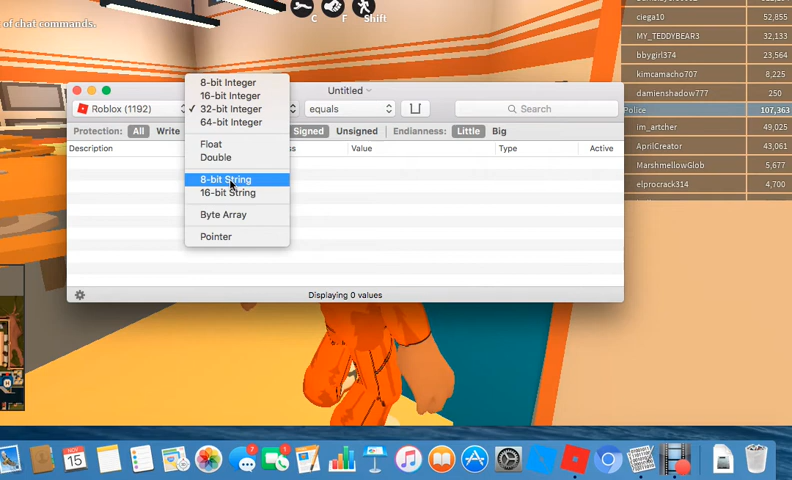 of chat commands.
C F Shift
ciega10 52,855
MY_TEDDYBEAR3 32,133
bbygirl374 23,564
kimcamacho707 8,225
damienshadow777 250
Police 107,363
im_artcher 49,025
AprilCreator 43,061
MarshmellowGlob 5,677
elprocrack314 4,700
Untitled
Roblox (1192) equals Search
Protection: All Write Signed Unsigned Endianness: Little Big
Description ss Value Type Active
8-bit Integer
16-bit Integer
✓ 32-bit Integer
64-bit Integer
Float
Double
8-bit String
16-bit String
Byte Array
Pointer
Displaying 0 values
NOV
15